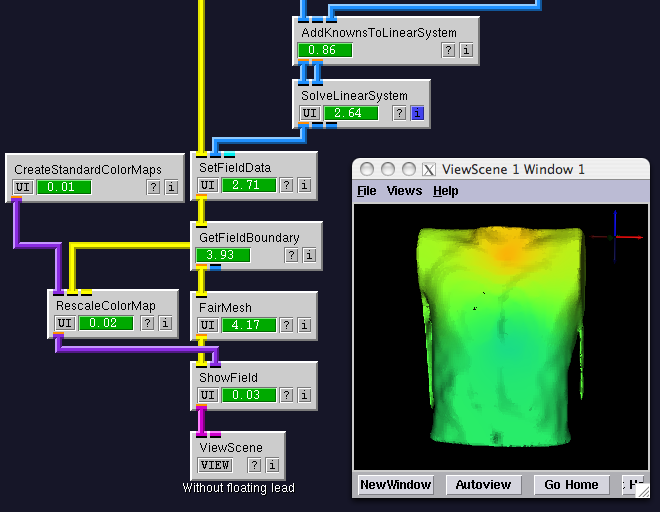 AddKnownsToLinearSystem
0.86 ? i
SolveLinearSystem
UI 2.64 ? i
CreateStandardColorMaps
UI 0.01 ? i
SetFieldData
UI 2.71 ? i
ViewScene 1 Window 1
File Views Help
GetFieldBoundary
3.93 ? i
RescaleColorMap
UI 0.02 ? i
FairMesh
UI 4.17 ? i
ShowField
UI 0.03 ? i
ViewScene
VIEW ? i
Without floating lead
NewWindow Autoview Go Home